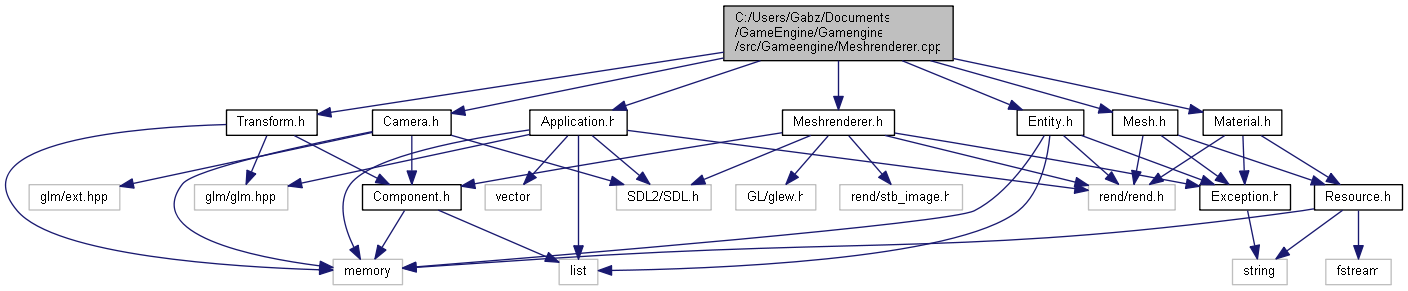 C:/Users/Gabz/Documents
/GameEngine/Gamengine
/src/Gameengine/Meshrenderer.cpp
Transform.h
Camera.h
Application.h
Meshrenderer.h
Entity.h
Mesh.h
Material.h
glm/ext.hpp
glm/glm.hpp
Component.h
vector
SDL2/SDL.h
GL/glew.h
rend/stb_image.h
rend/rend.h
Exception.h
Resource.h
memory
list
string
fstream